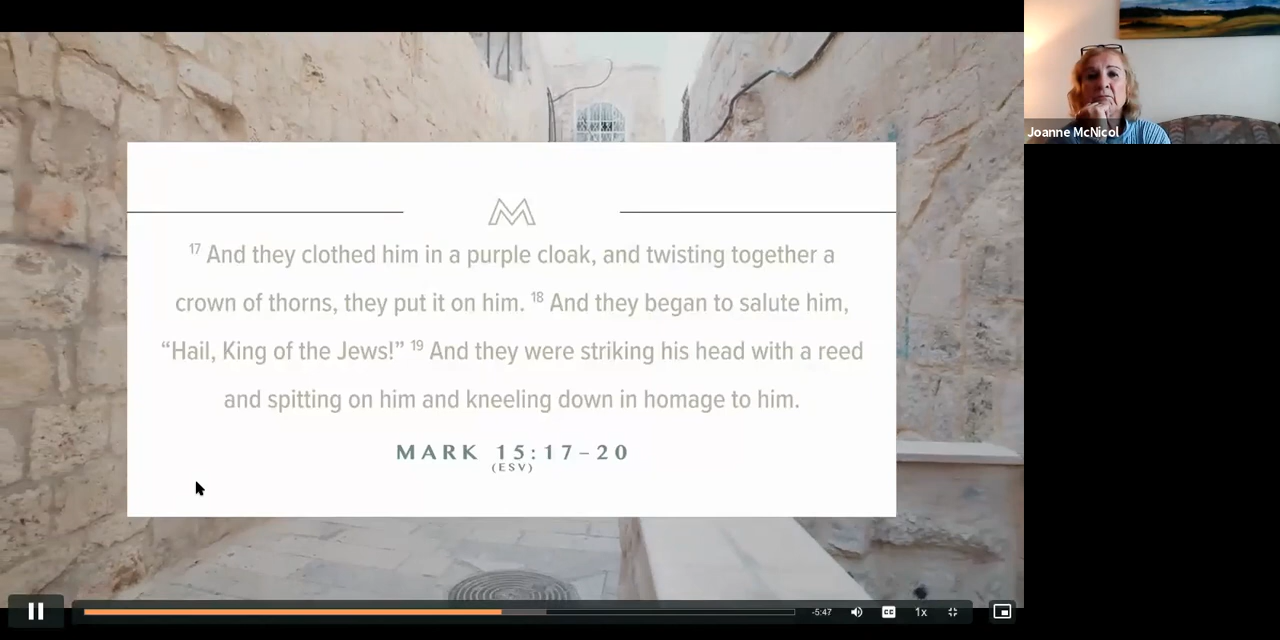 Joanne McNicol
M
17 And they clothed him in a purple cloak, and twisting together a
crown of thorns, they put it on him. 18 And they began to salute him,
“Hail, King of the Jews!” 19 And they were striking his head with a reed
and spitting on him and kneeling down in homage to him.
MARK 15:17–20
(ESV)
-5:47
CC
1x